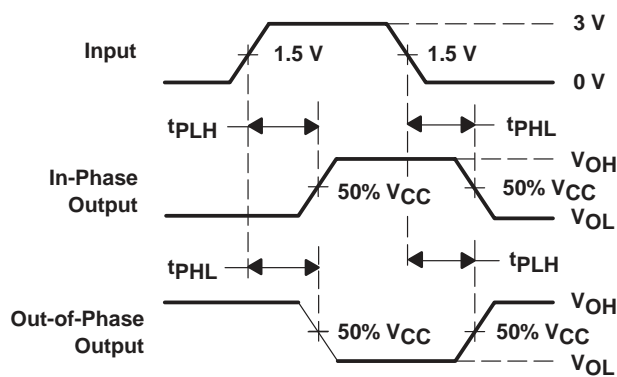 3 V
Input
1.5 V
1.5 V
0 V
tPLH
tPHL
VOH
In-Phase
Output
50% VCC
50% VCC
VOL
tPHL
tPLH
VOH
Out-of-Phase
Output
50% VCC
50% VCC
VOL